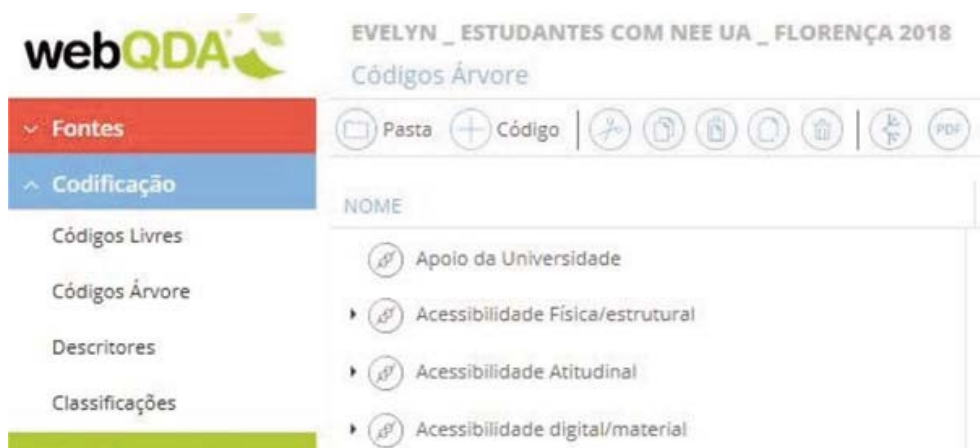 webQDA
EVELYN _ ESTUDANTES COM NEE UA _ FLORENÇA 2018
Códigos Árvore
Fontes
Pasta
Código
PDF
Codificação
NOME
Códigos Livres
Códigos Árvore
Descritores
Classificações
Apoio da Universidade
Acessibilidade Física/estrutural
Acessibilidade Atitudinal
Acessibilidade digital/material